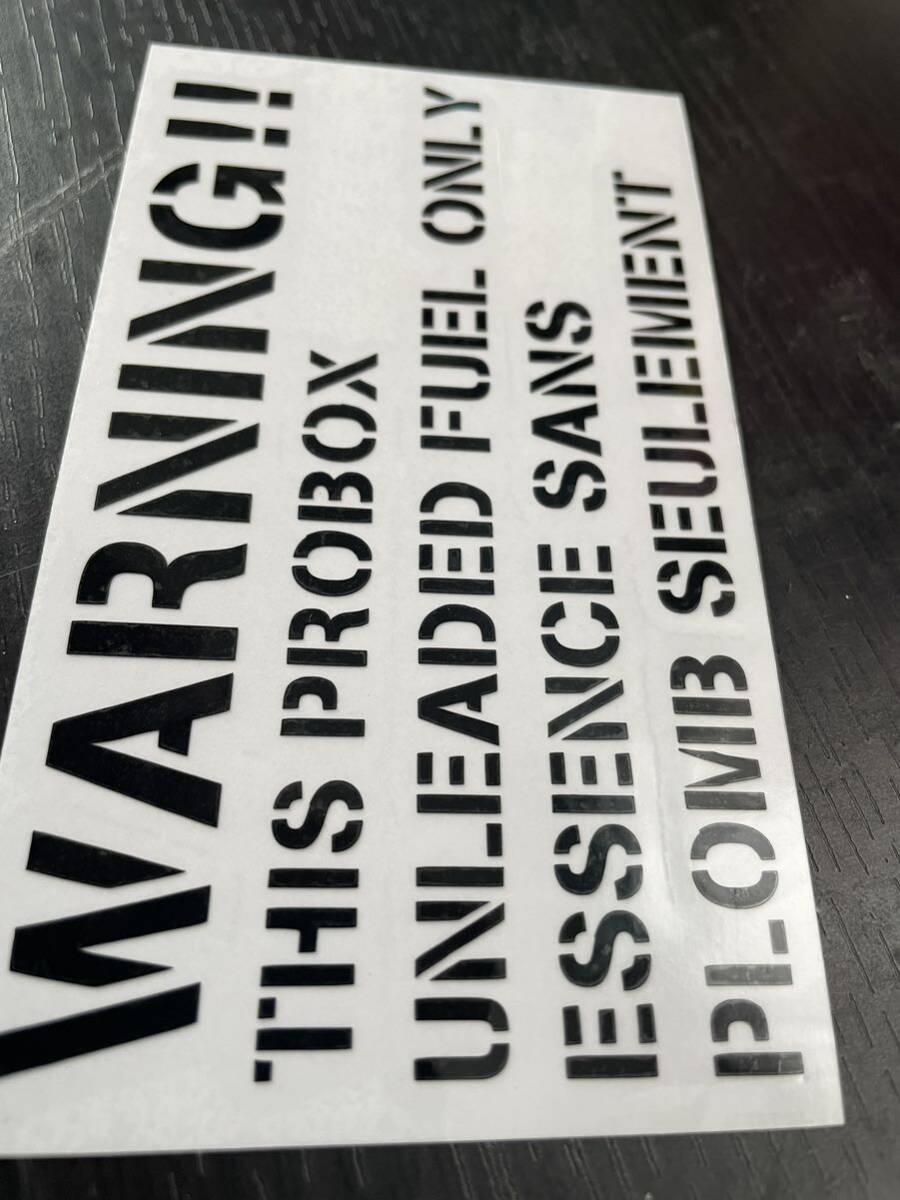 WARNING!!
THIS PROBOX
UNLEADED FUEL ONLY
ESSENCE SANS
PLOMB SEULEMENT